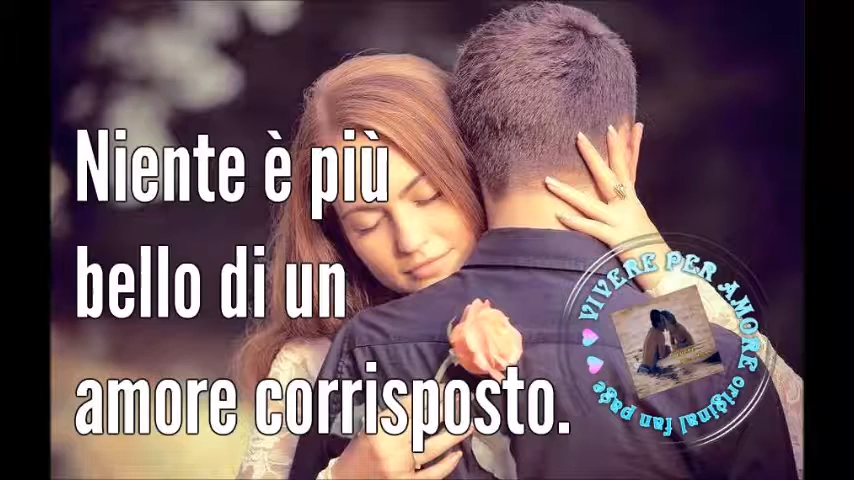 Niente è più
bello di un
amore corrisposto.
VIVERE PER AMORE
original fan page